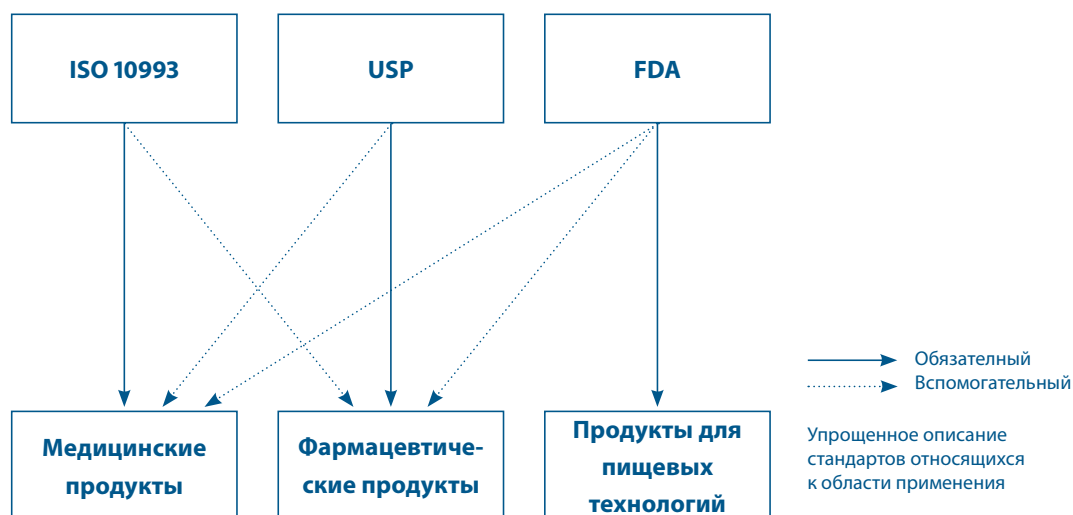 ISO 10993
USP
FDA
Обязателный
Вспомогательный
Медицинские
продукты
Фармацевтиче-
ские продукты
Продукты для
пищевых
технологий
Упрощенное описание
стандартов относящихся
к области применения